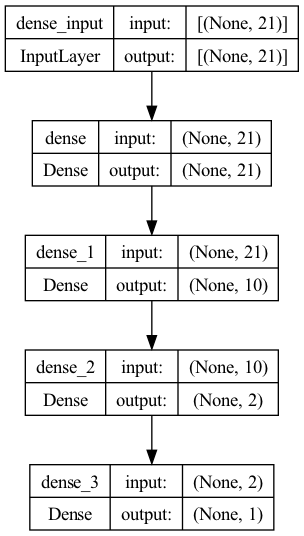 dense_input input: [(None, 21)]
InputLayer output: [(None, 21)]
dense input: (None, 21)
Dense output: (None, 21)
dense_1 input: (None, 21)
Dense output: (None, 10)
dense_2 input: (None, 10)
Dense output: (None, 2)
dense_3 input: (None, 2)
Dense output: (None, 1)